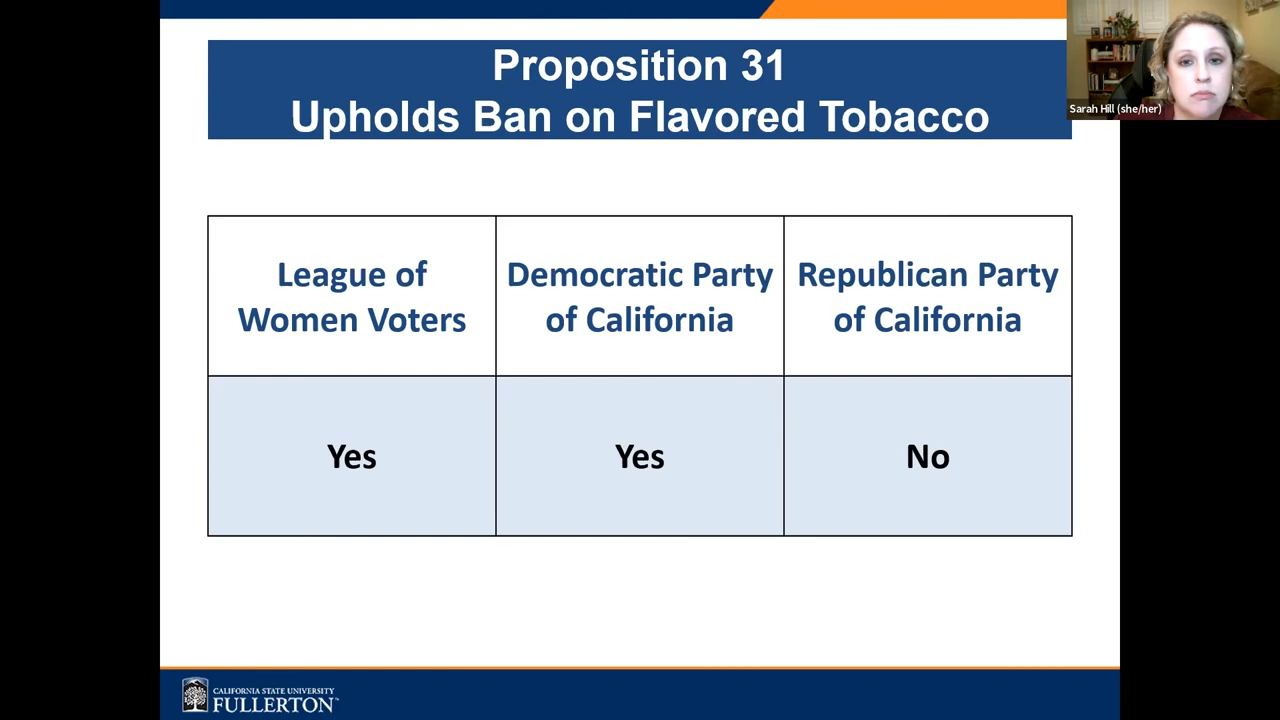 Proposition 31
Upholds Ban on Flavored Tobacco
Sarah Hill (she/her)
League of
Women Voters
Democratic Party
of California
Republican Party
of California
Yes
Yes
No
CALIFORNIA STATE UNIVERSITY
FULLERTON™